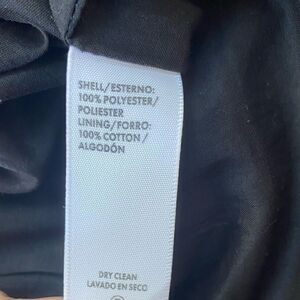 SHELL/ESTERNO:
100% POLYESTER/
POLIESTER
LINING/FORRO:
100% COTTON/
ALGODÓN
DRY CLEAN
LAVADO EN SECO